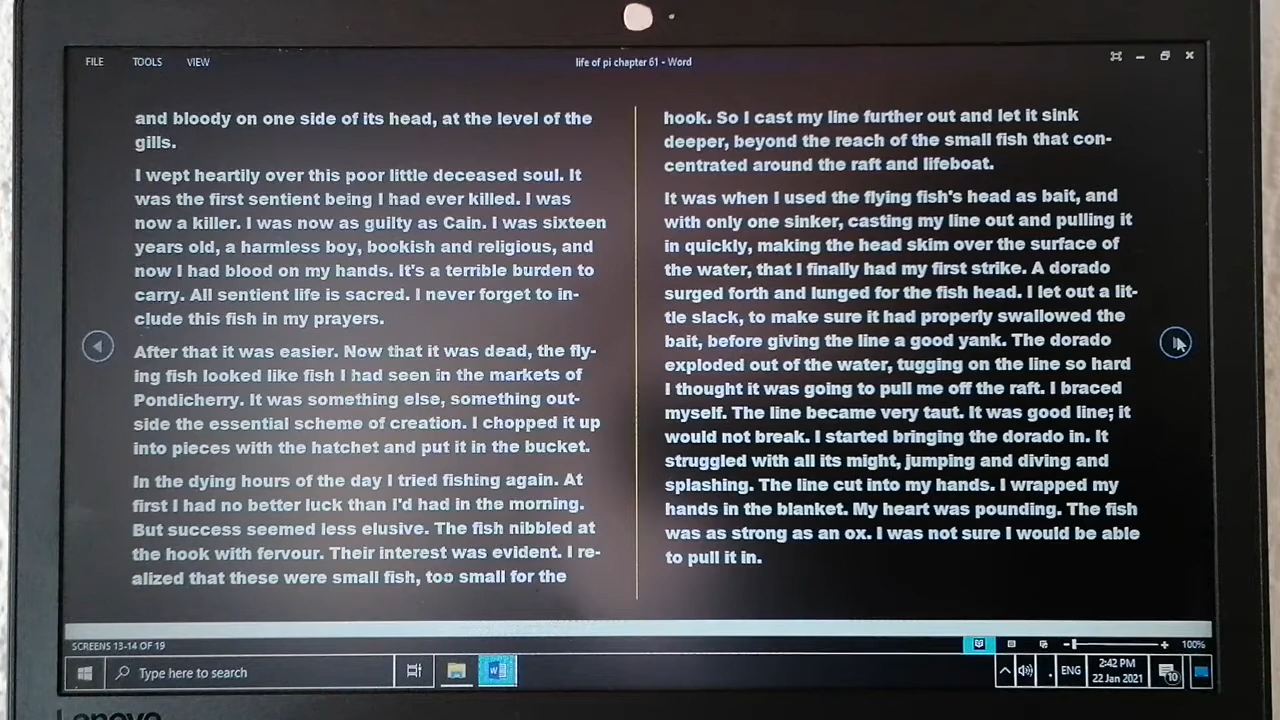 FILE TOOLS VIEW life of pi chapter 61 - Word
and bloody on one side of its head, at the level of the
gills.
I wept heartily over this poor little deceased soul. It
was the first sentient being I had ever killed. I was
now a killer. I was now as guilty as Cain. I was sixteen
years old, a harmless boy, bookish and religious, and
now I had blood on my hands. It's a terrible burden to
carry. All sentient life is sacred. I never forget to in-
clude this fish in my prayers.
After that it was easier. Now that it was dead, the fly-
ing fish looked like fish I had seen in the markets of
Pondicherry. It was something else, something out-
side the essential scheme of creation. I chopped it up
into pieces with the hatchet and put it in the bucket.
In the dying hours of the day I tried fishing again. At
first I had no better luck than I'd had in the morning.
But success seemed less elusive. The fish nibbled at
the hook with fervour. Their interest was evident. I re-
alized that these were small fish, too small for the
hook. So I cast my line further out and let it sink
deeper, beyond the reach of the small fish that con-
centrated around the raft and lifeboat.
It was when I used the flying fish's head as bait, and
with only one sinker, casting my line out and pulling it
in quickly, making the head skim over the surface of
the water, that I finally had my first strike. A dorado
surged forth and lunged for the fish head. I let out a lit-
tle slack, to make sure it had properly swallowed the
bait, before giving the line a good yank. The dorado
exploded out of the water, tugging on the line so hard
I thought it was going to pull me off the raft. I braced
myself. The line became very taut. It was good line; it
would not break. I started bringing the dorado in. It
struggled with all its might, jumping and diving and
splashing. The line cut into my hands. I wrapped my
hands in the blanket. My heart was pounding. The fish
was as strong as an ox. I was not sure I would be able
to pull it in.
SCREENS 13-14 OF 19
100%
Type here to search
ENG
2:42 PM
22 Jan 2021
10
Lenovo